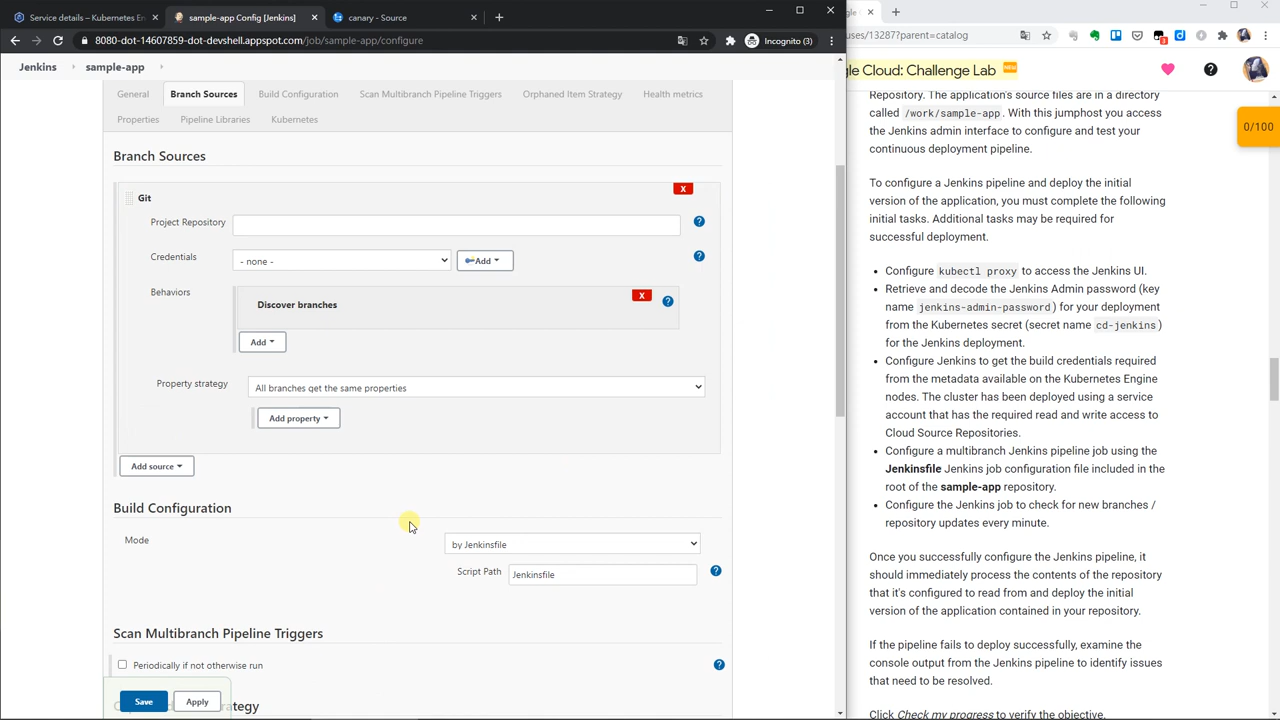 Service details – Kubernetes En
sample-app Config [Jenkins]
canary - Source
8080-dot-14607859-dot-devshell.appspot.com/job/sample-app/configure
Incognito (3)
uses/13287?parent=catalog
Jenkins
sample-app
General
Branch Sources
Build Configuration
Scan Multibranch Pipeline Triggers
Orphaned Item Strategy
Health metrics
Properties
Pipeline Libraries
Kubernetes
Branch Sources
Git
X
Project Repository
Credentials
- none -
Add
Behaviors
Discover branches
X
Add
Property strategy
All branches get the same properties
Add property
Add source
Build Configuration
Mode
by Jenkinsfile
Script Path
Jenkinsfile
Scan Multibranch Pipeline Triggers
Periodically if not otherwise run
Save
Apply
ategy
gle Cloud: Challenge Lab
NEW
0/100
Repository. The application's source files are in a directory
called /work/sample-app. With this jumphost you access
the Jenkins admin interface to configure and test your
continuous deployment pipeline.
To configure a Jenkins pipeline and deploy the initial
version of the application, you must complete the following
initial tasks. Additional tasks may be required for
successful deployment.
• Configure kubectl proxy to access the Jenkins UI.
• Retrieve and decode the Jenkins Admin password (key
name jenkins-admin-password) for your deployment
from the Kubernetes secret (secret name cd-jenkins)
for the Jenkins deployment.
• Configure Jenkins to get the build credentials required
from the metadata available on the Kubernetes Engine
nodes. The cluster has been deployed using a service
account that has the required read and write access to
Cloud Source Repositories.
• Configure a multibranch Jenkins pipeline job using the
Jenkinsfile Jenkins job configuration file included in the
root of the sample-app repository.
• Configure the Jenkins job to check for new branches /
repository updates every minute.
Once you successfully configure the Jenkins pipeline, it
should immediately process the contents of the repository
that it's configured to read from and deploy the initial
version of the application contained in your repository.
If the pipeline fails to deploy successfully, examine the
console output from the Jenkins pipeline to identify issues
that need to be resolved.
Click Check my progress to verify the objective.